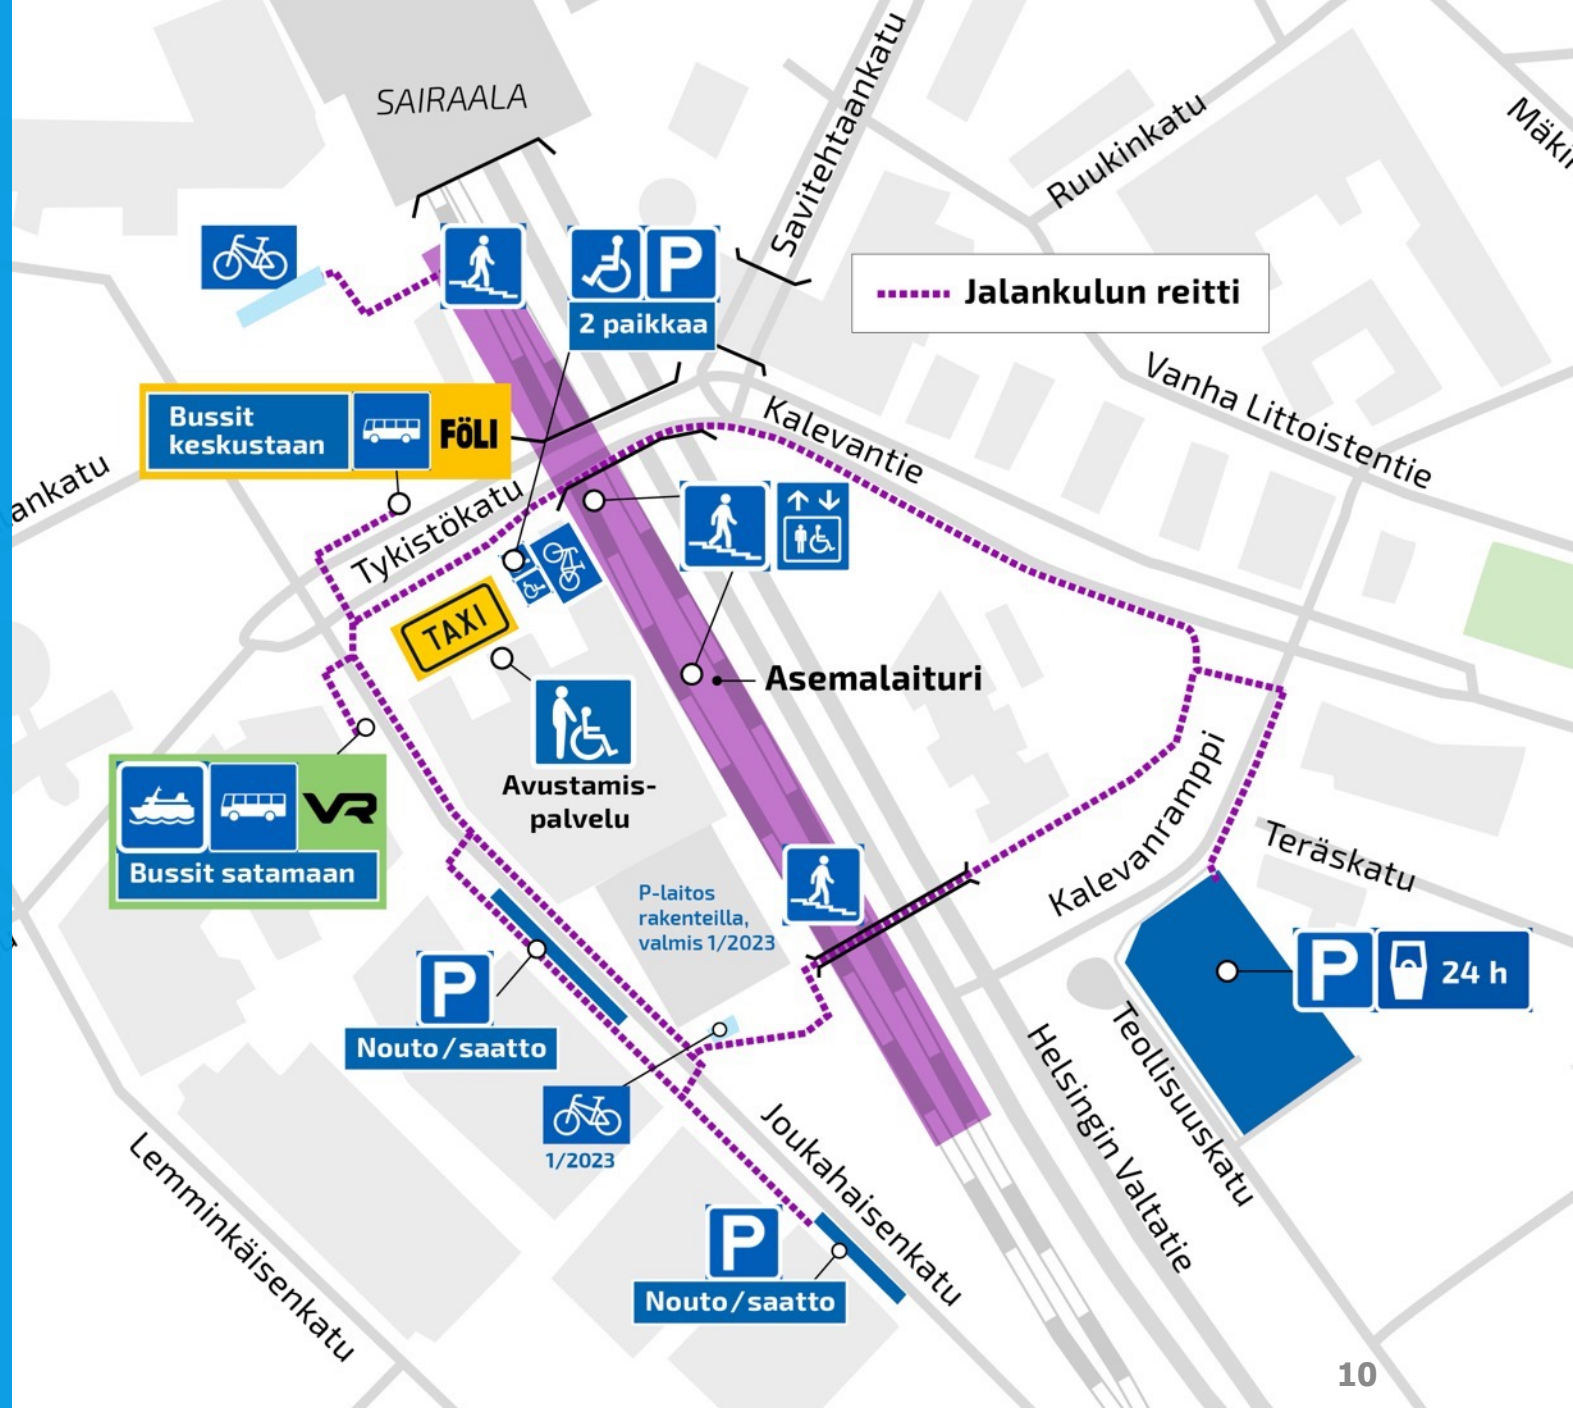 SAIRAALA
Savitehtaankatu
Ruukinkatu
P
2 paikkaa
Jalankulun reitti
Vanha Littoistentie
Bussit
keskustaan
FÖLI
Kalevantie
Tykistökatu
TAXI
Asemalaituri
Avustamis-
palvelu
VR
Bussit satamaan
Kalevanramppi
Teräskatu
P-laitos
rakenteilla,
valmis 1/2023
P
Nouto/saatto
P
24 h
1/2023
Helsingin Valtatie
Teollisuuskatu
Joukahaisenkatu
Lemminkäisenkatu
P
Nouto/saatto
10